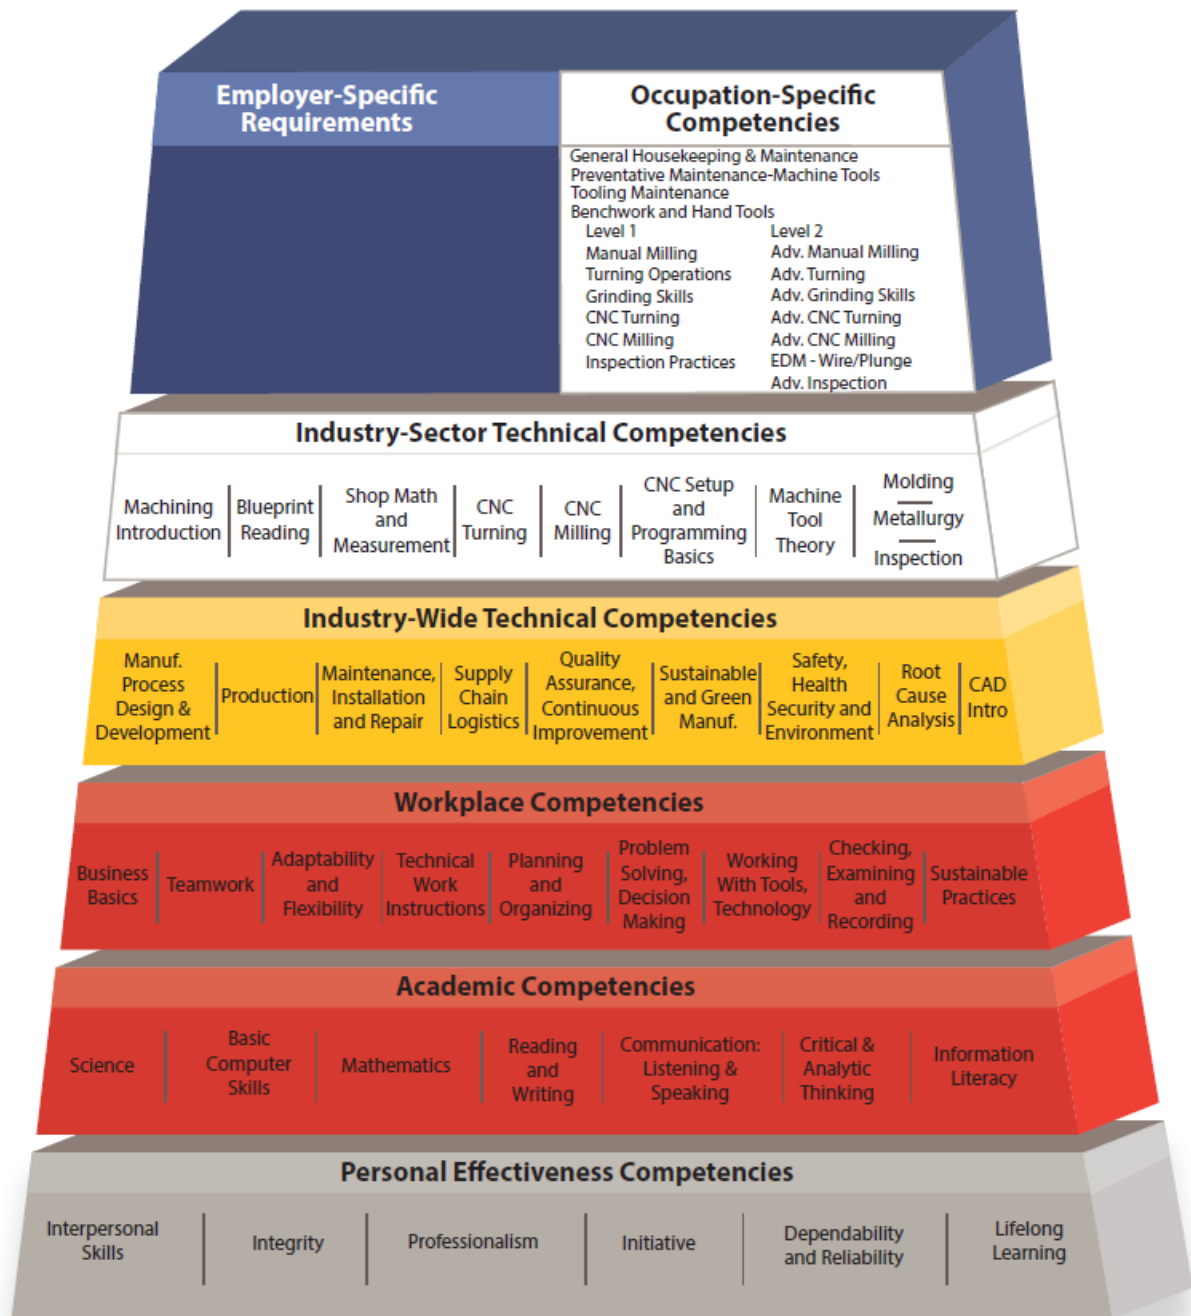 Employer-Specific
Requirements
Occupation-Specific
Competencies
General Housekeeping & Maintenance
Preventative Maintenance-Machine Tools
Tooling Maintenance
Benchwork and Hand Tools
Level 1
Manual Milling
Turning Operations
Grinding Skills
CNC Turning
CNC Milling
Inspection Practices
Level 2
Adv. Manual Milling
Adv. Turning
Adv. Grinding Skills
Adv. CNC Turning
Adv. CNC Milling
EDM - Wire/Plunge
Adv. Inspection
Industry-Sector Technical Competencies
Machining
Introduction
Blueprint
Reading
Shop Math
and
Measurement
CNC
Turning
CNC
Milling
CNC Setup
and
Programming
Basics
Machine
Tool
Theory
Molding
Metallurgy
Inspection
Industry-Wide Technical Competencies
Manuf.
Process
Design &
Development
Production
Maintenance,
Installation
and Repair
Supply
Chain
Logistics
Quality
Assurance,
Continuous
Improvement
Sustainable
and Green
Manuf.
Safety,
Health
Security and
Environment
Root
Cause
Analysis
CAD
Intro
Workplace Competencies
Business
Basics
Teamwork
Adaptability
and
Flexibility
Technical
Work
Instructions
Planning
and
Organizing
Problem
Solving,
Decision
Making
Working
With Tools,
Technology
Checking,
Examining
and
Recording
Sustainable
Practices
Academic Competencies
Science
Basic
Computer
Skills
Mathematics
Reading
and
Writing
Communication:
Listening &
Speaking
Critical &
Analytic
Thinking
Information
Literacy
Personal Effectiveness Competencies
Interpersonal
Skills
Integrity
Professionalism
Initiative
Dependability
and Reliability
Lifelong
Learning